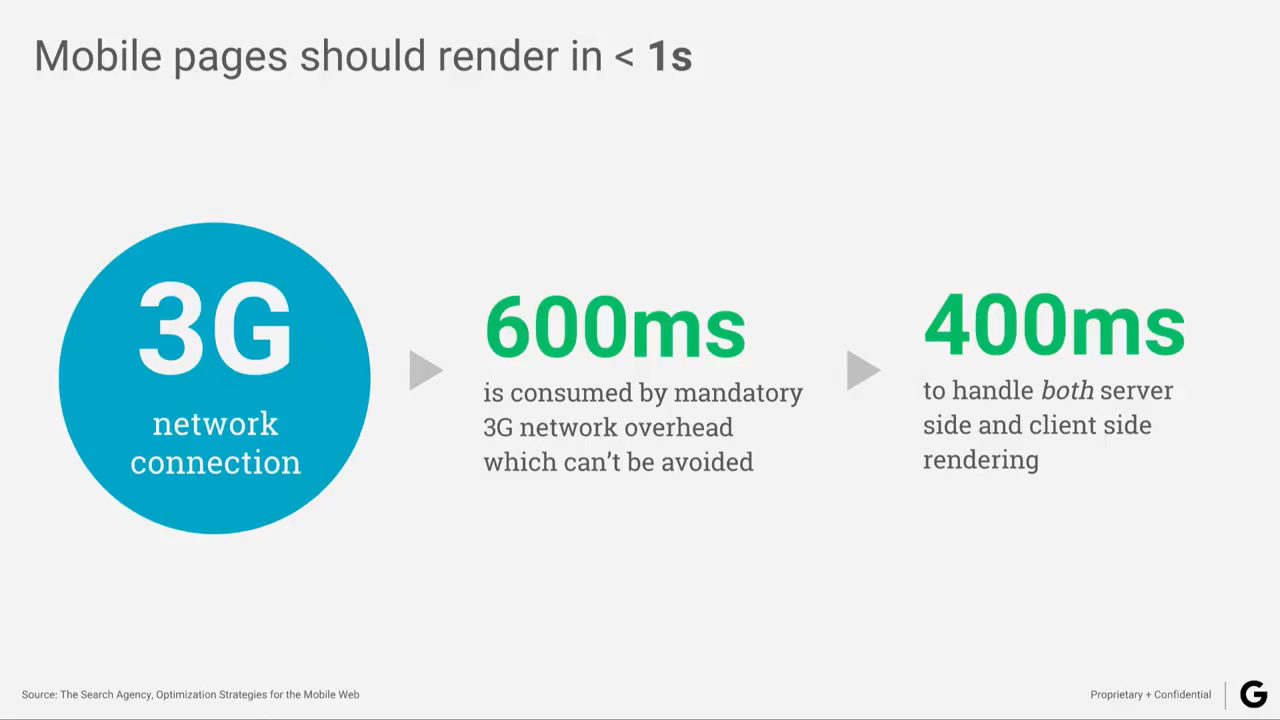 Mobile pages should render in < 1s
3G
network
connection
600ms
is consumed by mandatory
3G network overhead
which can’t be avoided
400ms
to handle both server
side and client side
rendering
Source: The Search Agency, Optimization Strategies for the Mobile Web
Proprietary + Confidential
G